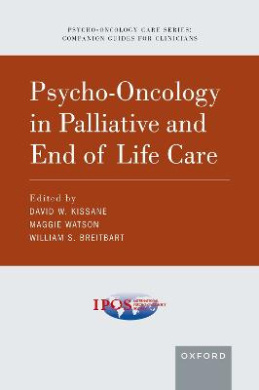 PSYCHO-ONCOLOGY CARE SERIES:
COMPANION GUIDES FOR CLINICIANS
Psycho-Oncology
in Palliative and
End of Life Care
Edited by
DAVID W. KISSANE
MAGGIE WATSON
WILLIAM S. BREITBART
IPOS
OXFORD